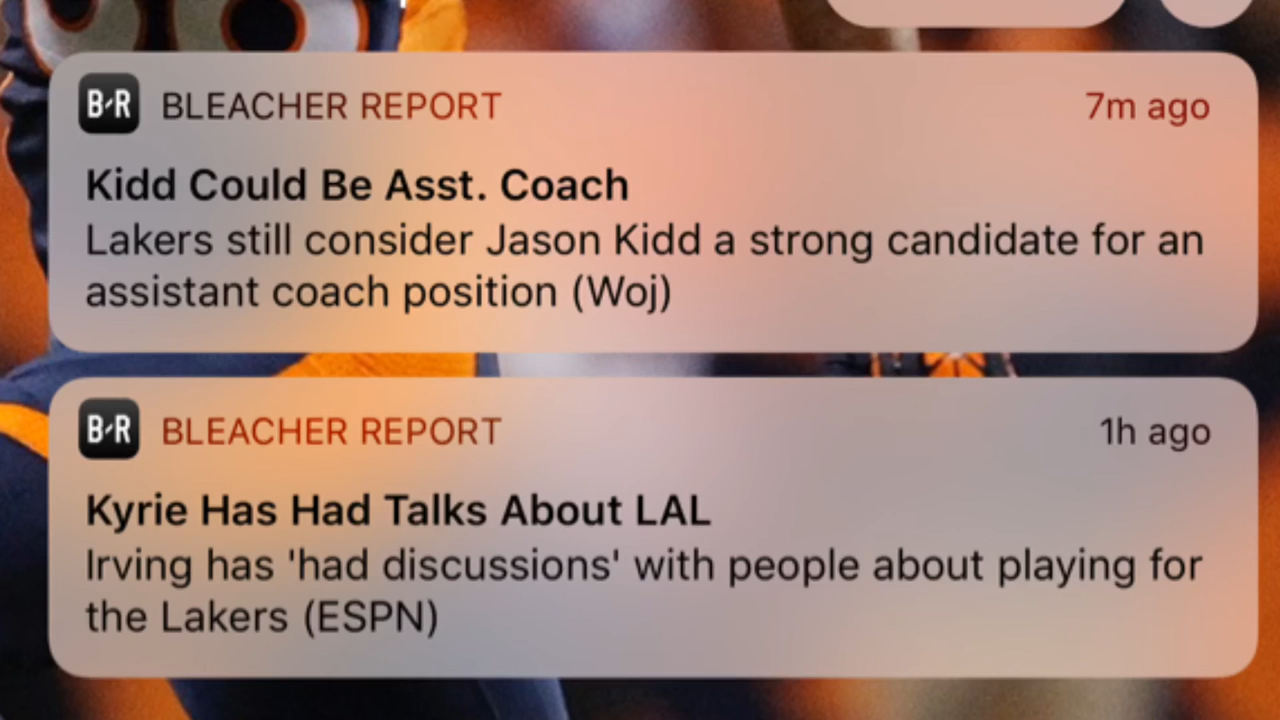 B/R BLEACHER REPORT 7m ago
Kidd Could Be Asst. Coach
Lakers still consider Jason Kidd a strong candidate for an
assistant coach position (Woj)
B/R BLEACHER REPORT 1h ago
Kyrie Has Had Talks About LAL
Irving has 'had discussions' with people about playing for
the Lakers (ESPN)